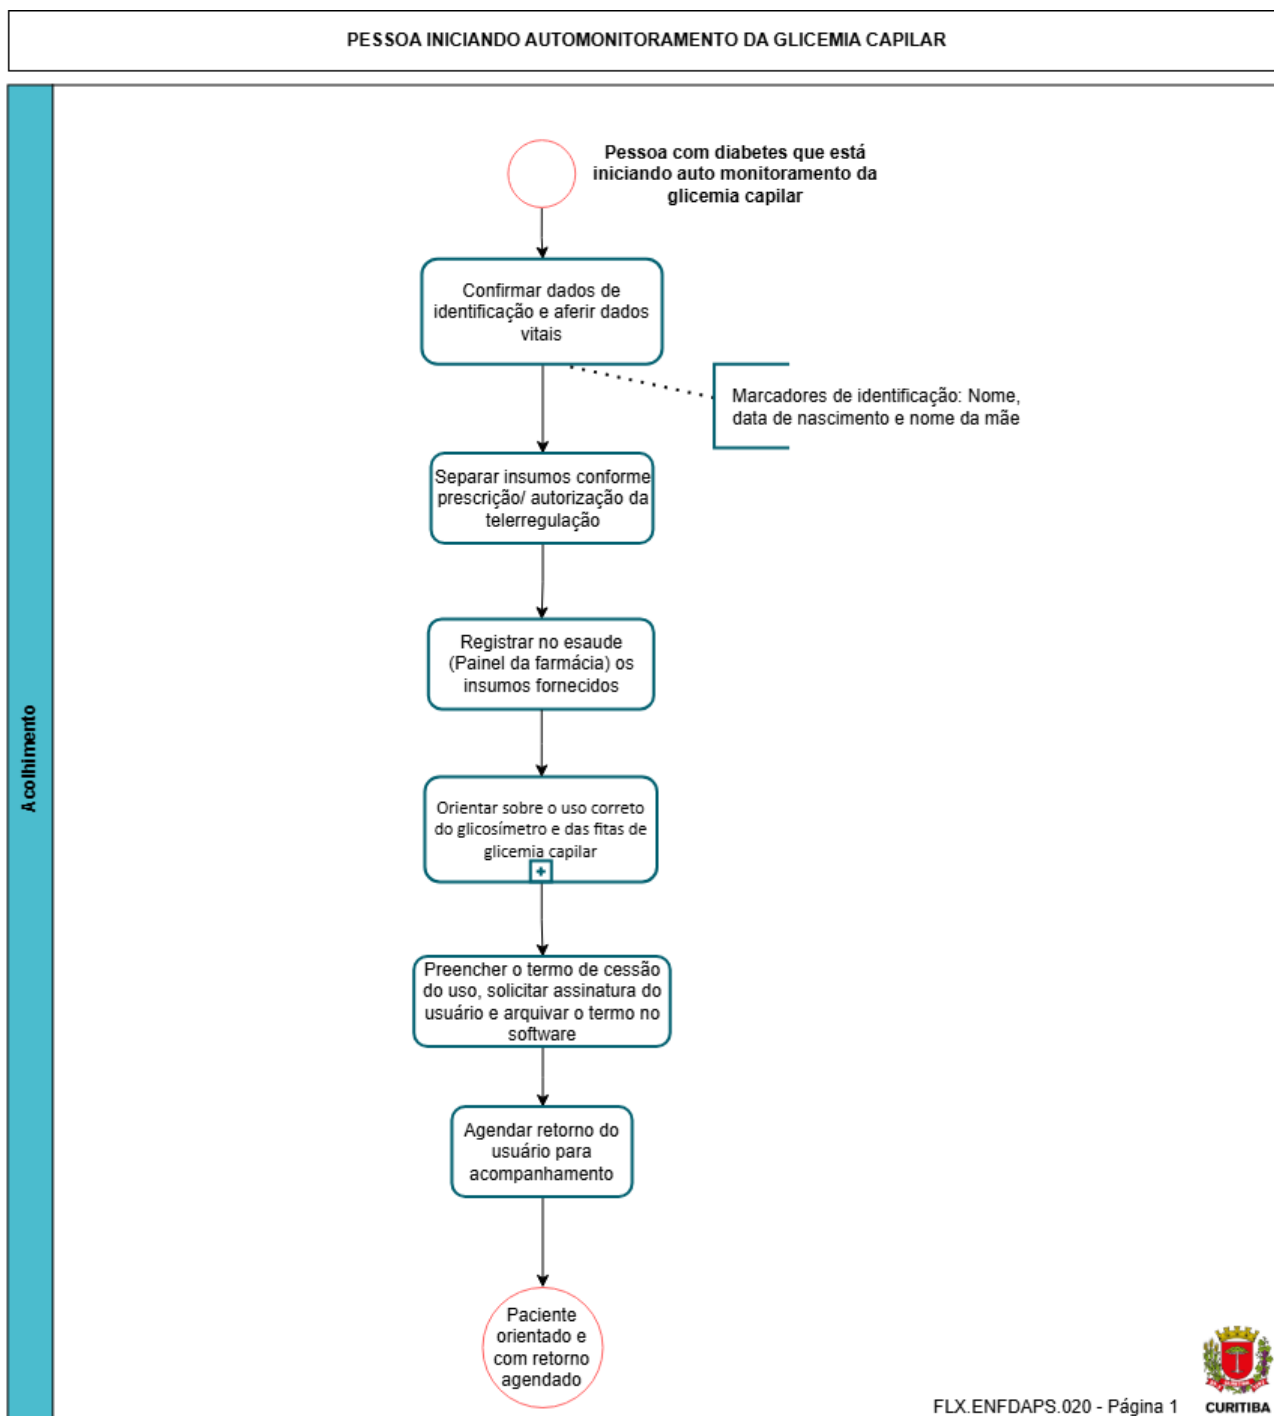 PESSOA INICIANDO AUTOMONITORAMENTO DA GLICEMIA CAPILAR
Acolhimento
Pessoa com diabetes que está
iniciando auto monitoramento da
glicemia capilar
Confirmar dados de
identificação e aferir dados
vitais
Marcadores de identificação: Nome,
data de nascimento e nome da mãe
Separar insumos conforme
prescrição/ autorização da
telerregulação
Registrar no esaude
(Painel da farmácia) os
insumos fornecidos
Orientar sobre o uso correto
do glicosímetro e das fitas de
glicemia capilar
Preencher o termo de cessão
do uso, solicitar assinatura do
usuário e arquivar o termo no
software
Agendar retorno do
usuário para
acompanhamento
Paciente
orientado e
com retorno
agendado
FLX.ENFDAPS.020 - Página 1
CURITIBA